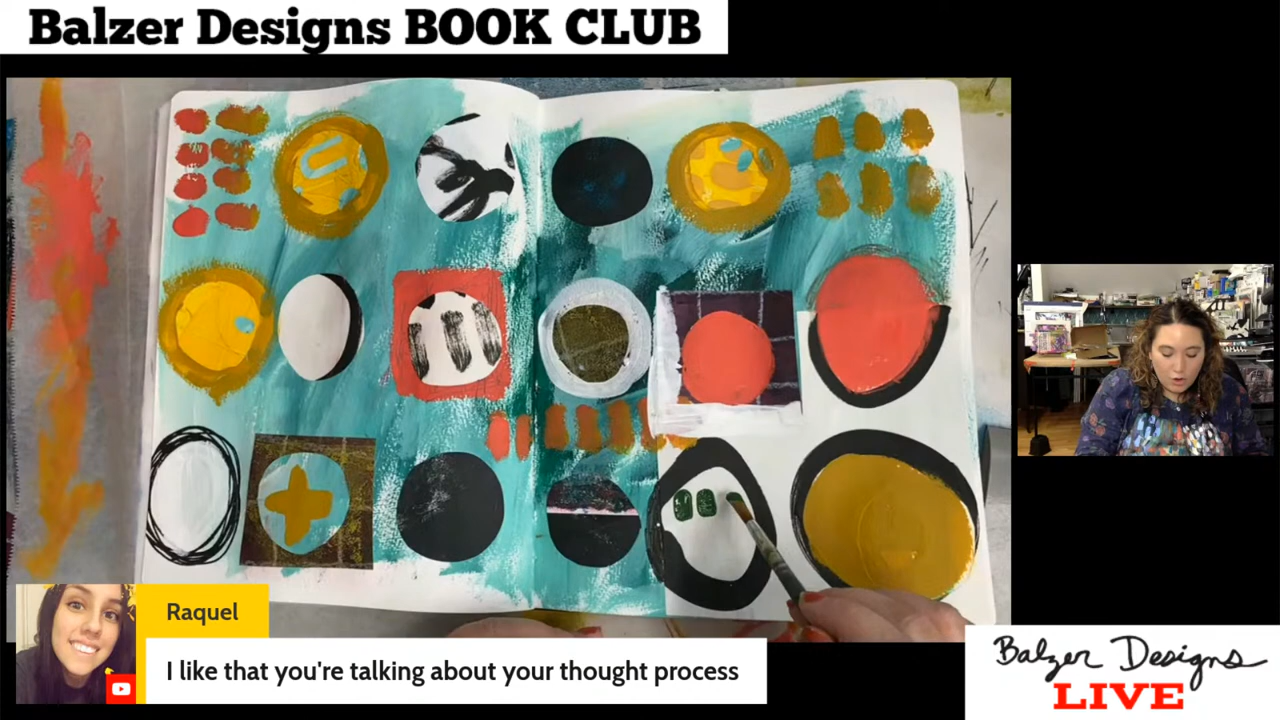 Balzer Designs BOOK CLUB
Raquel
I like that you're talking about your thought process
Balzer Designs
LIVE